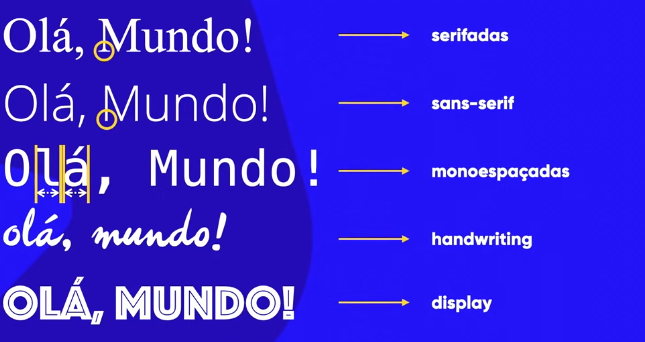 Olá, Mundo! serifadas
Olá, Mundo! sans-serif
Olá, Mundo! monoespaçadas
olá, mundo! handwriting
OLÁ, MUNDO! display